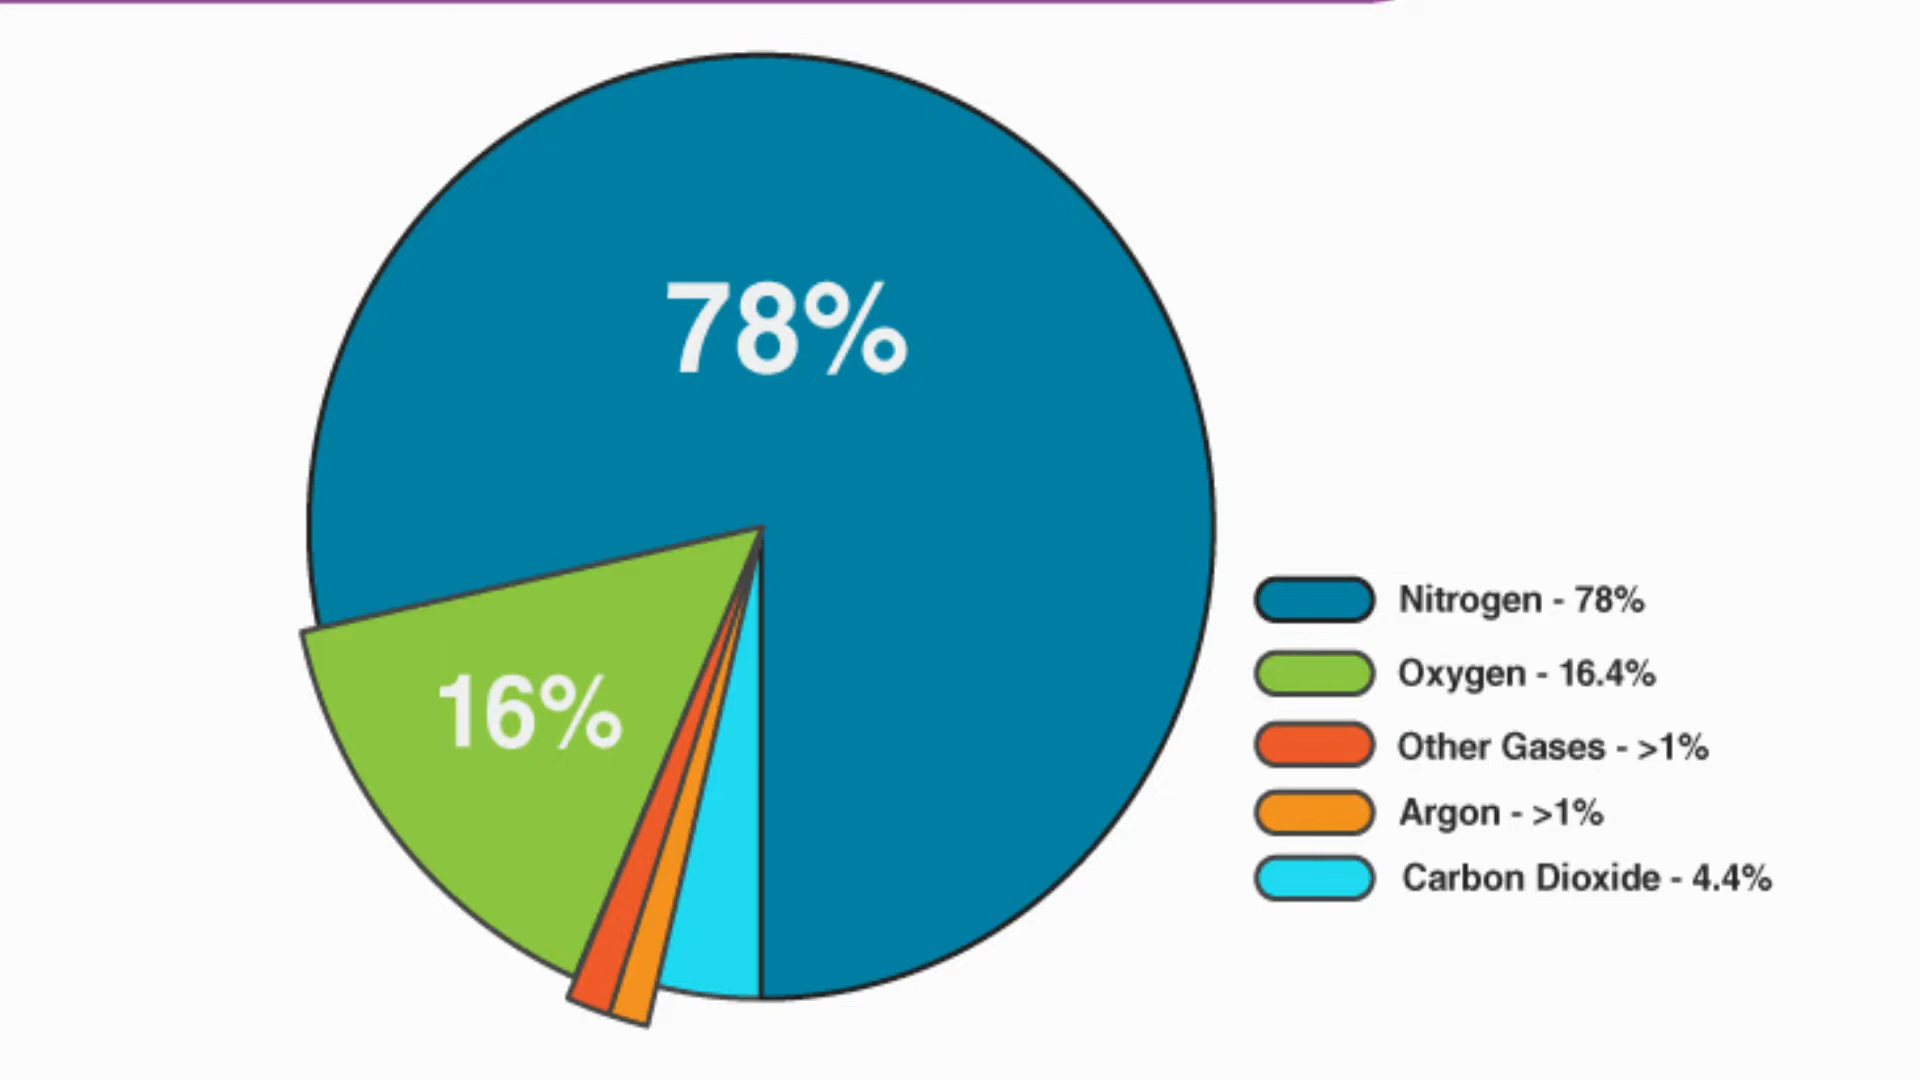 78%
16%
Nitrogen - 78%
Oxygen - 16.4%
Other Gases - >1%
Argon - >1%
Carbon Dioxide - 4.4%